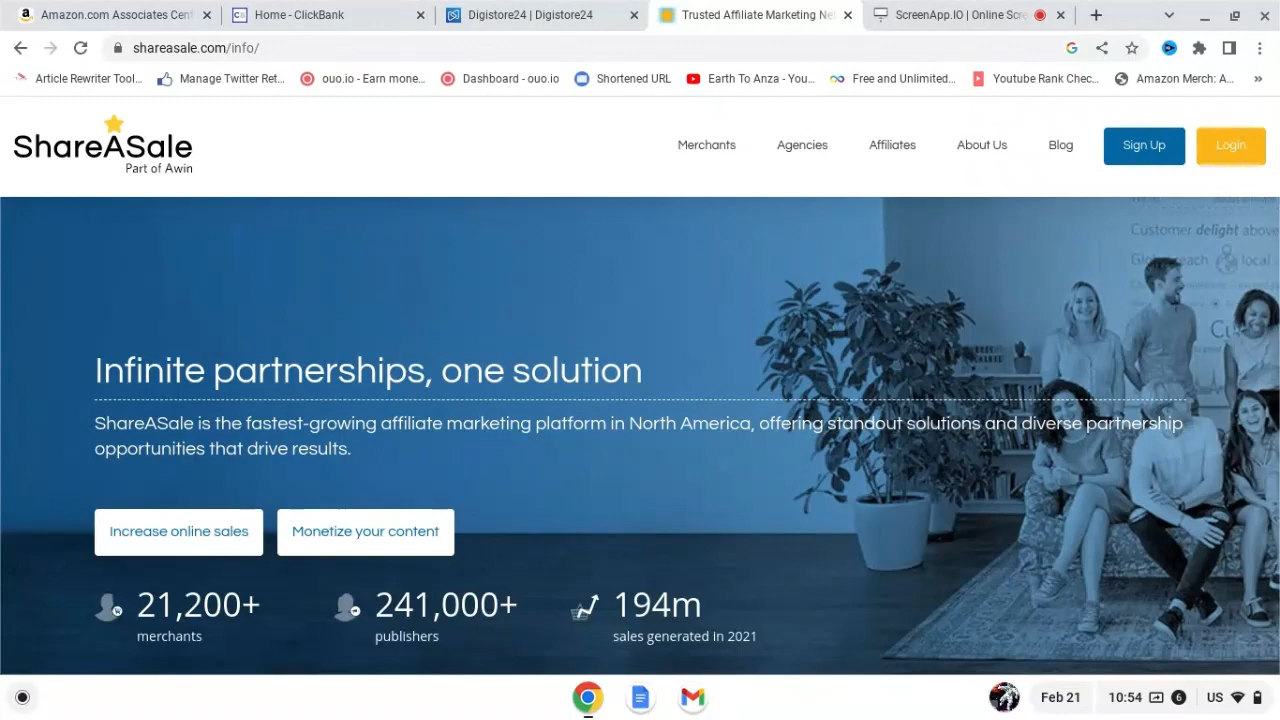 Amazon.com Associates Cent
Home - ClickBank
Digistore24 | Digistore24
Trusted Affiliate Marketing Ne
ScreenApp.IO | Online Scre
shareasale.com/info/
Article Rewriter Tool...
Manage Twitter Ret...
ouo.io - Earn mone...
Dashboard - ouo.io
Shortened URL
Earth To Anza - You...
Free and Unlimited...
Youtube Rank Chec...
Amazon Merch: A...
»
ShareASale
Part of Awin
Merchants
Agencies
Affiliates
About Us
Blog
Sign Up
Login
Customer delight above
local
Infinite partnerships, one solution
ShareASale is the fastest-growing affiliate marketing platform in North America, offering standout solutions and diverse partnership
opportunities that drive results.
Increase online sales
Monetize your content
21,200+
merchants
241,000+
publishers
194m
sales generated in 2021
Feb 21
10:54
6
US